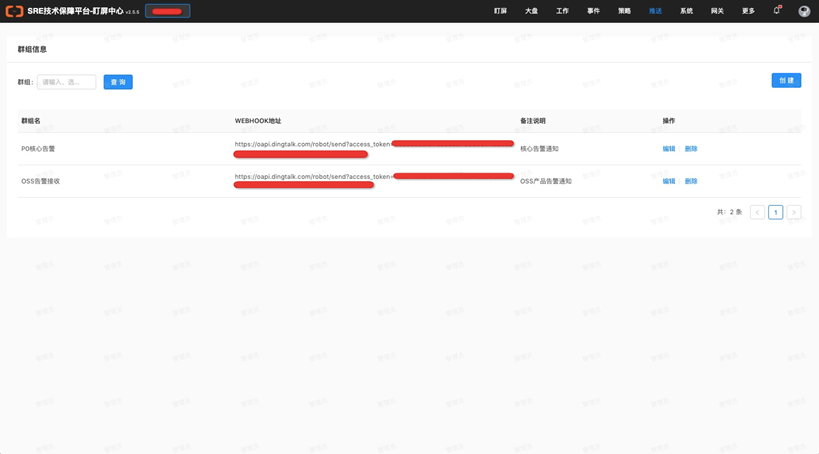 SRE技术保障平台-盯屏中心 v2.5.5
盯屏 大盘 工作 事件 策略 推送 系统 网关 更多
群组信息
群组: 请输入、选... 查 询 创 建
群组名 WEBHOOK地址 备注说明 操作
P0核心告警 https://oapi.dingtalk.com/robot/send?access_token= 核心告警通知 编辑 删除
OSS告警接收 https://oapi.dingtalk.com/robot/send?access_token= OSS产品告警通知 编辑 删除
共: 2 条 < 1 >